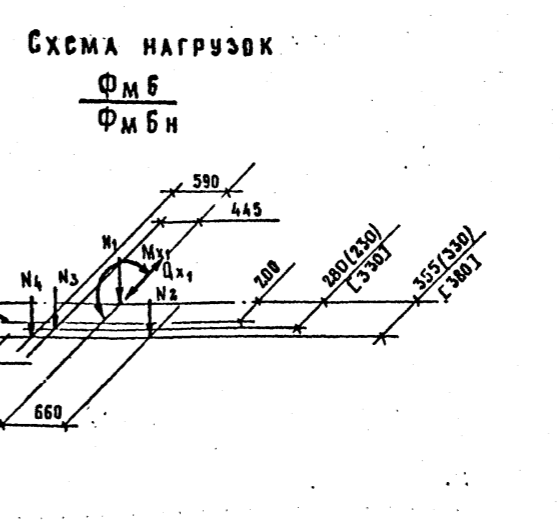 Схема нагрузок
Фм6
Фм6н
590
445
N1
Mx1
Qx1
N4
N3
N2
200
280(230)
[330]
355(330)
[380]
660